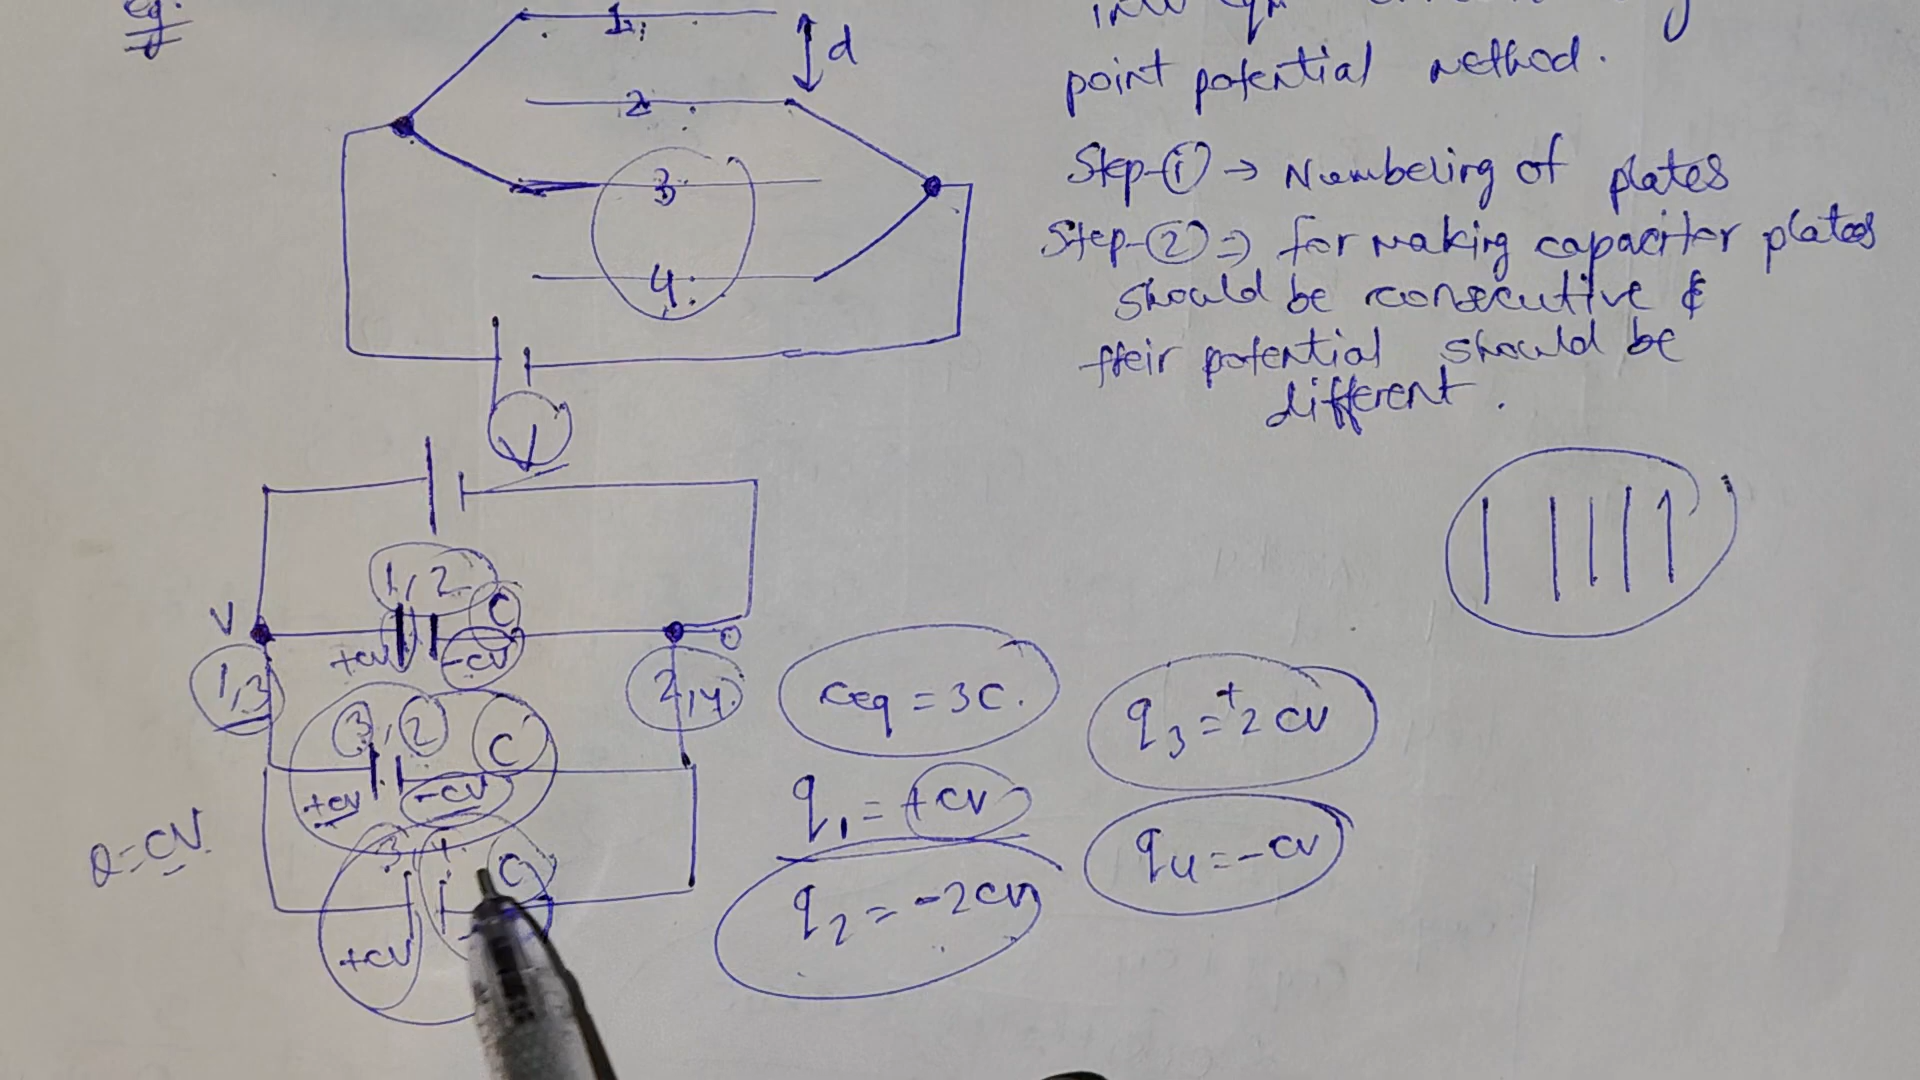 eg.
1
d
2
point potential method.
3
Step-① → Numbering of plates
Step-② ⇒ for making capacitor plates
should be consecutive &
4
their potential should be
different.
V
1,2
C
V
O
+CV
-CV
1,3
2,4
3,2
C
+CV
-CV
Ceq = 3C.
q3 = +2CV
q1 = +CV
Q=CV
3,
C
+CV
q2 = -2CV
q4 = -CV